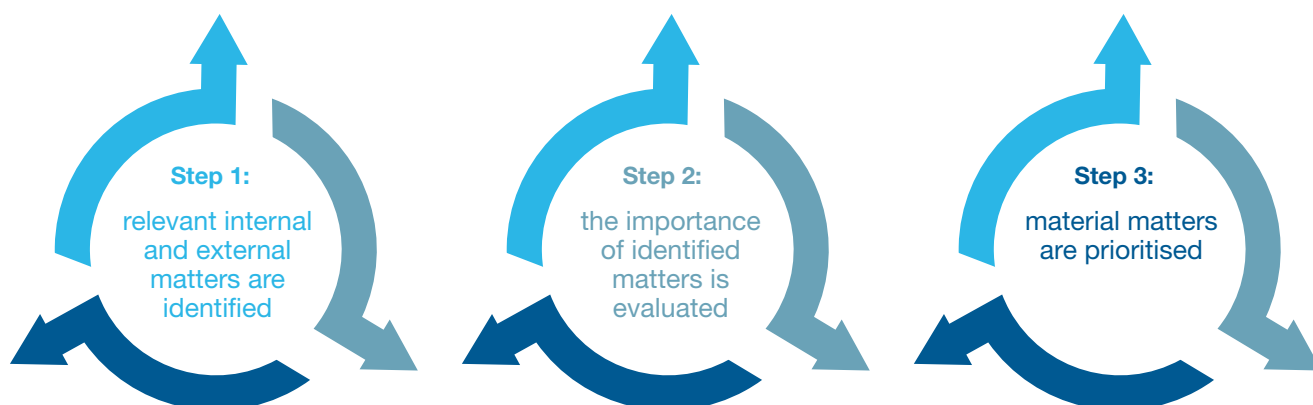 Step 1:
relevant internal
and external
matters are
identified
Step 2:
the importance
of identified
matters is
evaluated
Step 3:
material matters
are prioritised